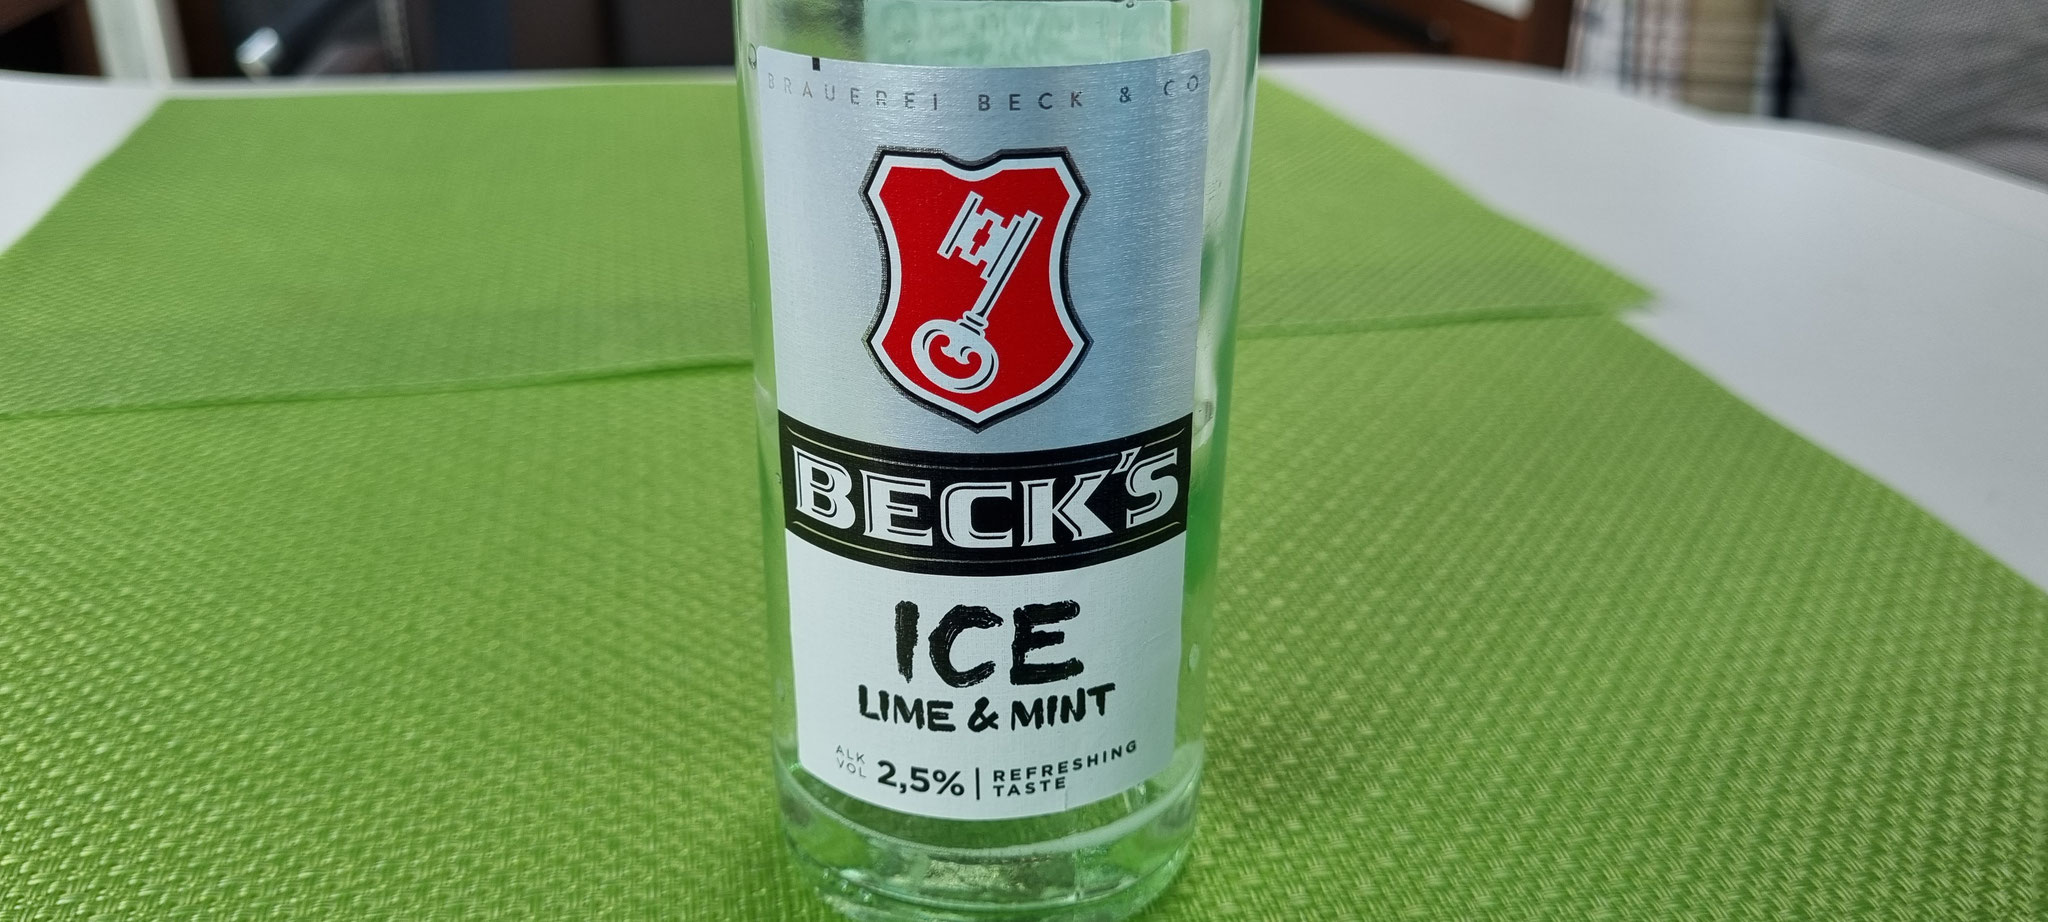 BRAUEREI BECK & CO
BECK'S
ICE
LIME & MINT
ALK
VOL 2,5%
REFRESHING
TASTE